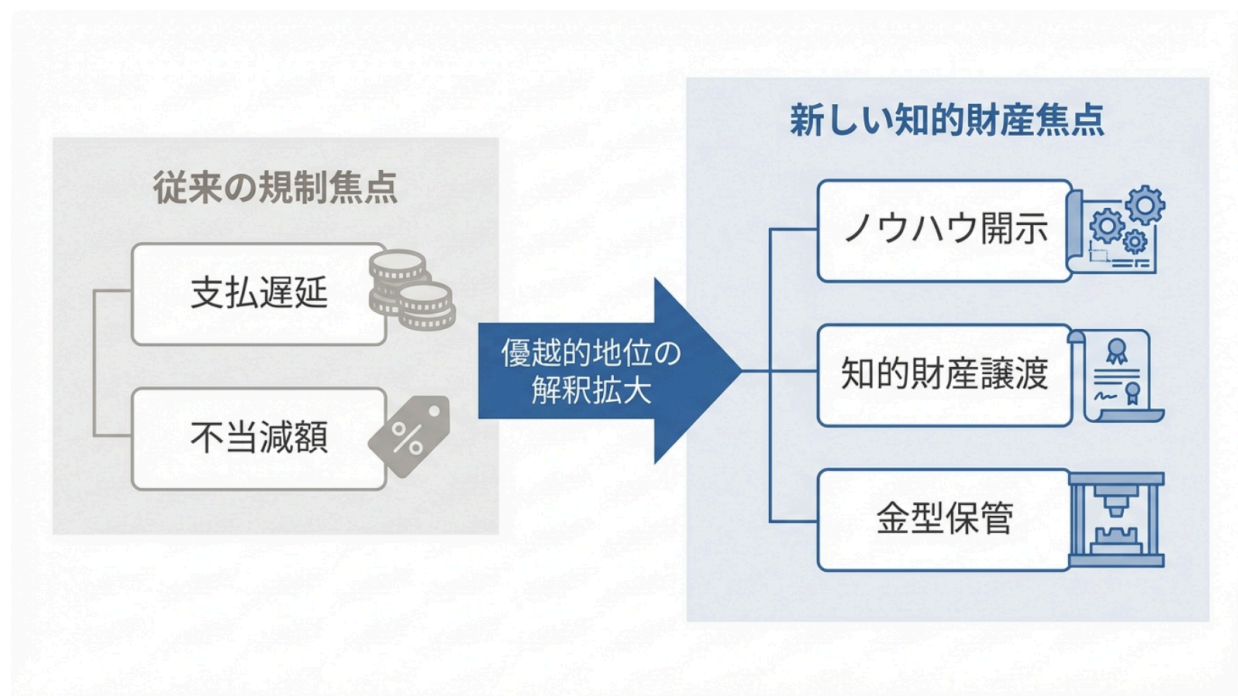 従来の規制焦点
支払遅延
不当減額
優越的地位の
解釈拡大
新しい知的財産焦点
ノウハウ開示
知的財産譲渡
金型保管